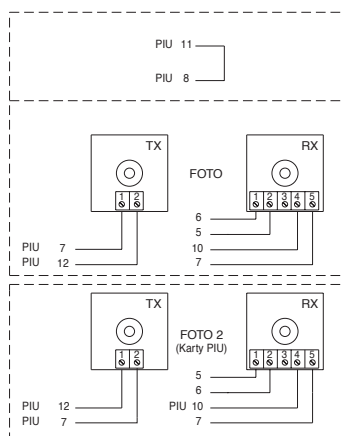 PIU 11
PIU 8
TX
RX
FOTO
1 2
1 2 3 4 5
6
5
PIU 7
10
PIU 12
7
TX
RX
FOTO 2
(Karty PIU)
1 2
1 2 3 4 5
5
6
PIU 12
PIU 10
PIU 7
7